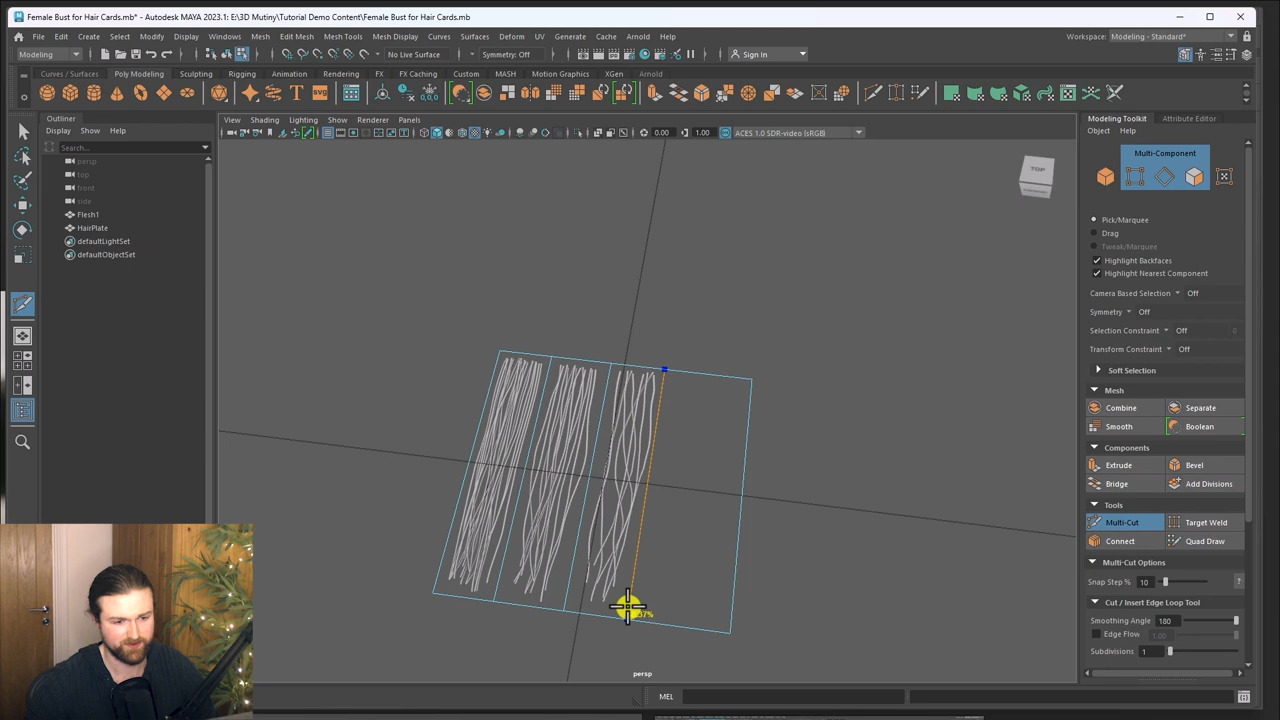 Female Bust for Hair Cards.mb* - Autodesk MAYA 2023.1: E:\3D Mutiny\Tutorial Demo Content\Female Bust for Hair Cards.mb
File Edit Create Select Modify Display Windows Mesh Edit Mesh Mesh Tools Mesh Display Curves Surfaces Deform UV Generate Cache Arnold Help
Workspace: Modeling - Standard*
Modeling No Live Surface Symmetry: Off Sign In
Curves / Surfaces Poly Modeling Sculpting Rigging Animation Rendering FX FX Caching Custom MASH Motion Graphics XGen Arnold
SVG
Outliner
Display Show Help
Search...
persp
top
front
side
Flesh1
HairPlate
defaultLightSet
defaultObjectSet
View Shading Lighting Show Renderer Panels
0.00 1.00 ACES 1.0 SDR-video (sRGB)
TOP
persp
Modeling Toolkit Attribute Editor
Object Help
Multi-Component
Pick/Marquee
Drag
Tweak/Marquee
Highlight Backfaces
Highlight Nearest Component
Camera Based Selection Off
Symmetry Off
Selection Constraint Off 0
Transform Constraint Off
Soft Selection
Mesh
Combine Separate
Smooth Boolean
Components
Extrude Bevel
Bridge Add Divisions
Tools
Multi-Cut Target Weld
Connect Quad Draw
Multi-Cut Options
Snap Step % 10 ?
Cut / Insert Edge Loop Tool
Smoothing Angle 180
Edge Flow 1.00
Subdivisions 1
MEL